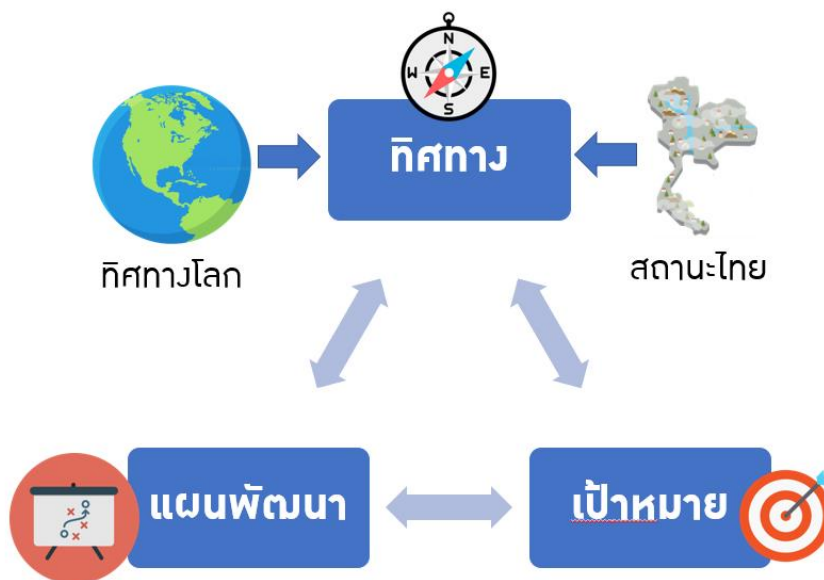 N
W E
S
ทิศทาง
ทิศทางโลก
สถานะไทย
แผนพัฒนา
เป้าหมาย